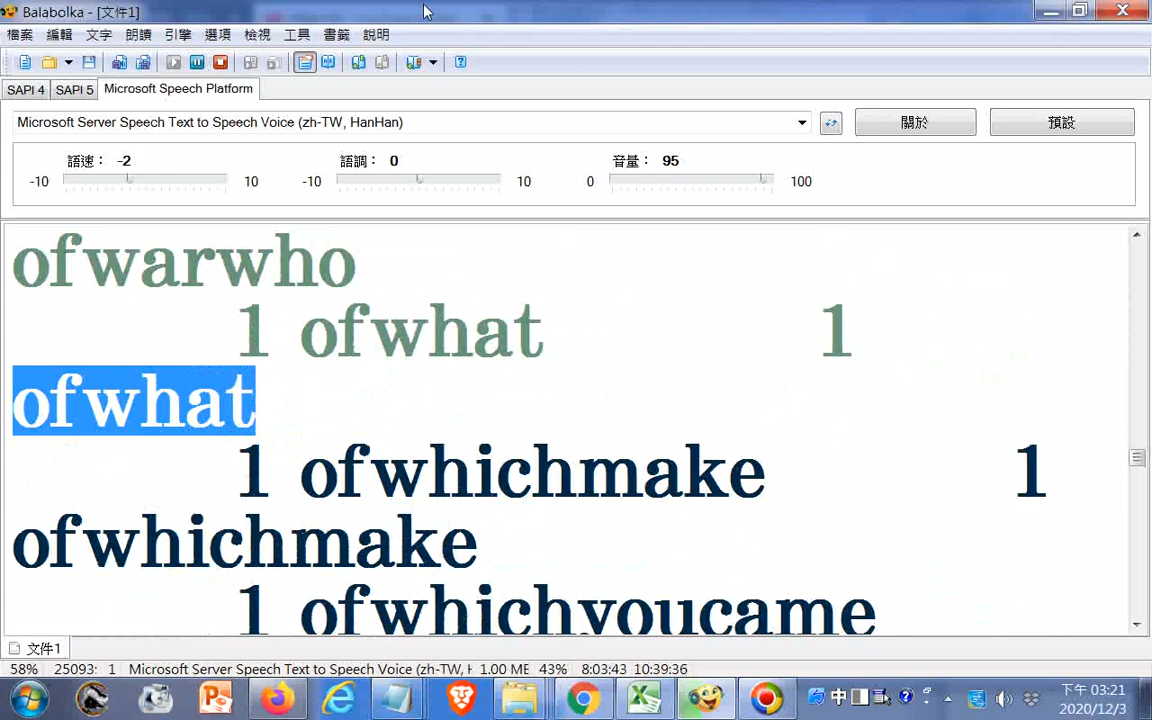 Balabolka - [文件1]
檔案 編輯 文字 朗讀 引擎 選項 檢視 工具 書籤 說明
SAPI 4 SAPI 5 Microsoft Speech Platform
Microsoft Server Speech Text to Speech Voice (zh-TW, HanHan) 關於 預設
語速： -2 語調： 0 音量： 95
-10 10 -10 10 0 100
ofwarwho
1 ofwhat 1
ofwhat
1 ofwhichmake 1
ofwhichmake
1 ofwhichyoucame
文件1
58% 25093: 1 Microsoft Server Speech Text to Speech Voice (zh-TW, 1.00 ME 43% 8:03:43 10:39:36
中 下午 03:21
2020/12/3